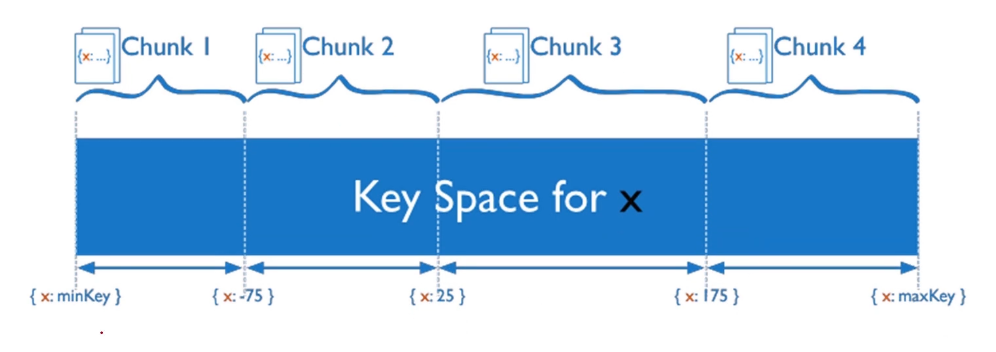 {x: ...} Chunk 1
{x: ...} Chunk 2
{x: ...} Chunk 3
{x: ...} Chunk 4
Key Space for x
{ x: minKey }
{ x: -75 }
{ x: 25 }
{ x: 175 }
{ x: maxKey }